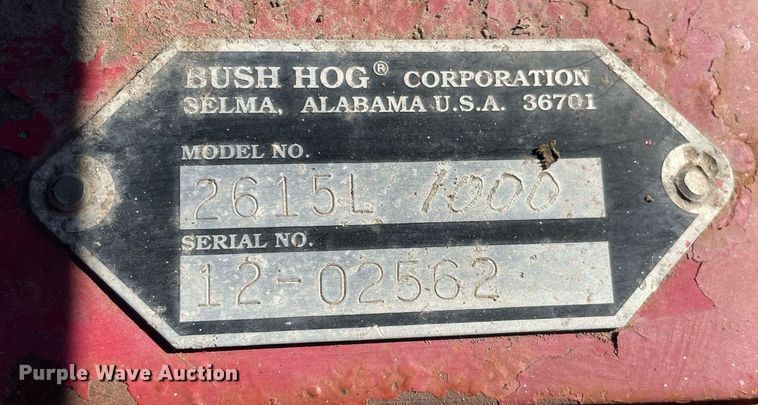 BUSH HOG® CORPORATION
SELMA, ALABAMA U.S.A. 36701
MODEL NO.
2615L 1000
SERIAL NO.
12-02562
Purple Wave Auction